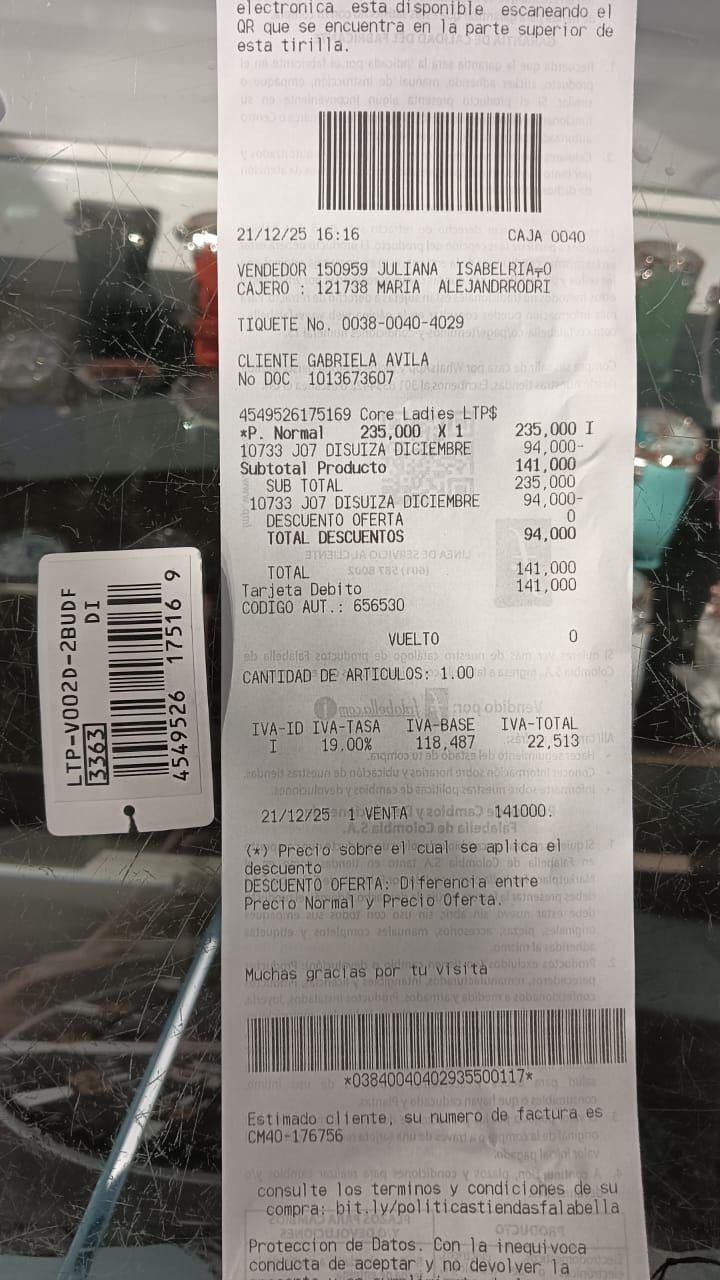 electronica esta disponible escaneando el
QR que se encuentra en la parte superior de
esta tirilla.
21/12/25 16:16 CAJA 0040
VENDEDOR 150959 JULIANA ISABELRIA¬O
CAJERO : 121738 MARIA ALEJANDRRODRI
TIQUETE No. 0038-0040-4029
CLIENTE GABRIELA AVILA
No DOC 1013673607
4549526175169 Core Ladies LTP$
*P. Normal 235,000 X 1 235,000 I
10733 J07 DISUIZA DICIEMBRE 94,000-
Subtotal Producto 141,000
SUB TOTAL 235,000
10733 J07 DISUIZA DICIEMBRE 94,000-
DESCUENTO OFERTA 0
TOTAL DESCUENTOS 94,000
TOTAL 141,000
Tarjeta Debito 141,000
CODIGO AUT.: 656530
VUELTO 0
CANTIDAD DE ARTICULOS: 1.00
IVA-ID IVA-TASA IVA-BASE IVA-TOTAL
I 19.00% 118,487 22,513
21/12/25 1 VENTA 141000.
(*) Precio sobre el cual se aplica el
descuento
DESCUENTO OFERTA: Diferencia entre
Precio Normal y Precio Oferta.
Muchas gracias por tu visita
*03840040402935500117*
Estimado cliente, su numero de factura es
CM40-176756
consulte los terminos y condiciones de su
compra: bit.ly/politicastiendasfalabella
Proteccion de Datos. Con la inequivoca
conducta de aceptar y no devolver la
LTP-V002D-2BUDF
DI
3363
4549526 17516 9